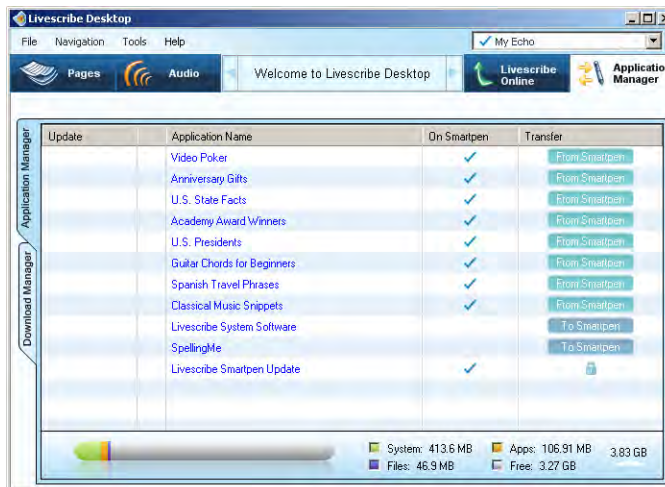 Livescribe Desktop
File Navigation Tools Help My Echo
Pages Audio Welcome to Livescribe Desktop Livescribe Online Applicatio Manager
Application Manager
Download Manager
Update Application Name On Smartpen Transfer
Video Poker From Smartpen
Anniversary Gifts From Smartpen
U.S. State Facts From Smartpen
Academy Award Winners From Smartpen
U.S. Presidents From Smartpen
Guitar Chords for Beginners From Smartpen
Spanish Travel Phrases From Smartpen
Classical Music Snippets From Smartpen
Livescribe System Software To Smartpen
SpellingMe To Smartpen
Livescribe Smartpen Update
System: 413.6 MB Apps: 106.91 MB 3.83 GB
Files: 46.9 MB Free: 3.27 GB